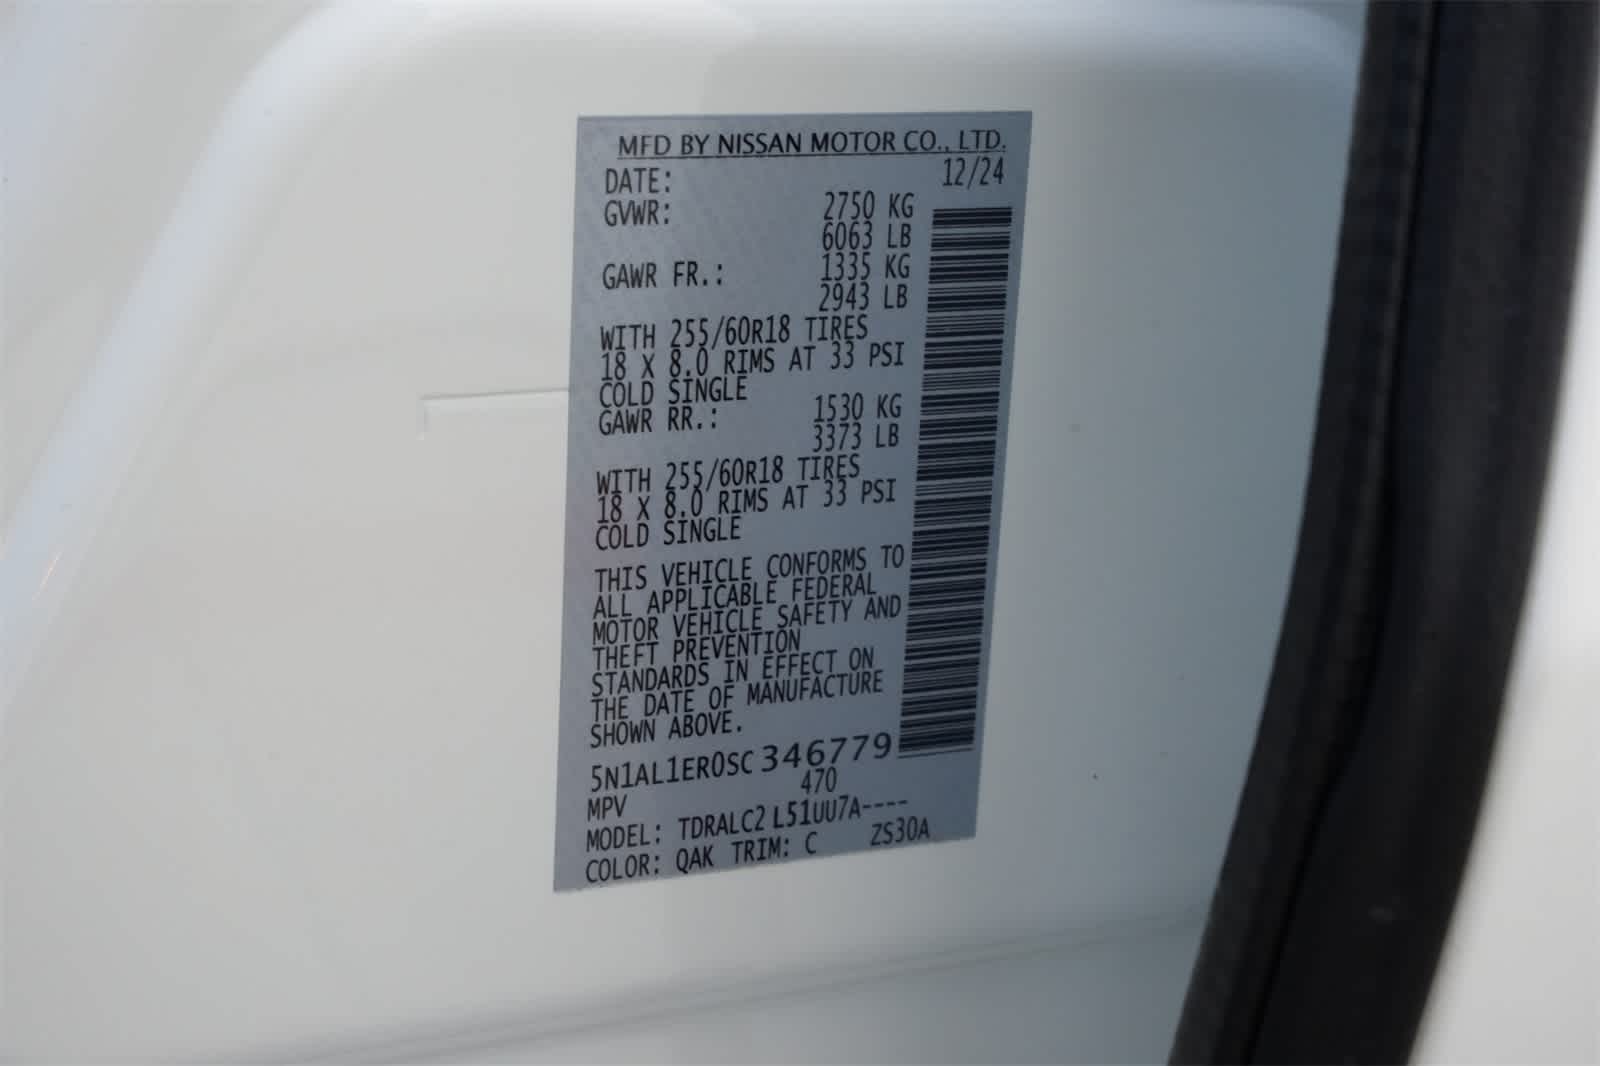 MFD BY NISSAN MOTOR CO., LTD.
DATE: 12/24
GVWR: 2750 KG
6063 LB
GAWR FR.: 1335 KG
2943 LB
WITH 255/60R18 TIRES
18 X 8.0 RIMS AT 33 PSI
COLD SINGLE
GAWR RR.: 1530 KG
3373 LB
WITH 255/60R18 TIRES
18 X 8.0 RIMS AT 33 PSI
COLD SINGLE
THIS VEHICLE CONFORMS TO
ALL APPLICABLE FEDERAL
MOTOR VEHICLE SAFETY AND
THEFT PREVENTION
STANDARDS IN EFFECT ON
THE DATE OF MANUFACTURE
SHOWN ABOVE.
5N1AL1ER0SC346779
MPV 470
MODEL: TDRALC2 L51UU7A----
COLOR: QAK TRIM: C ZS30A